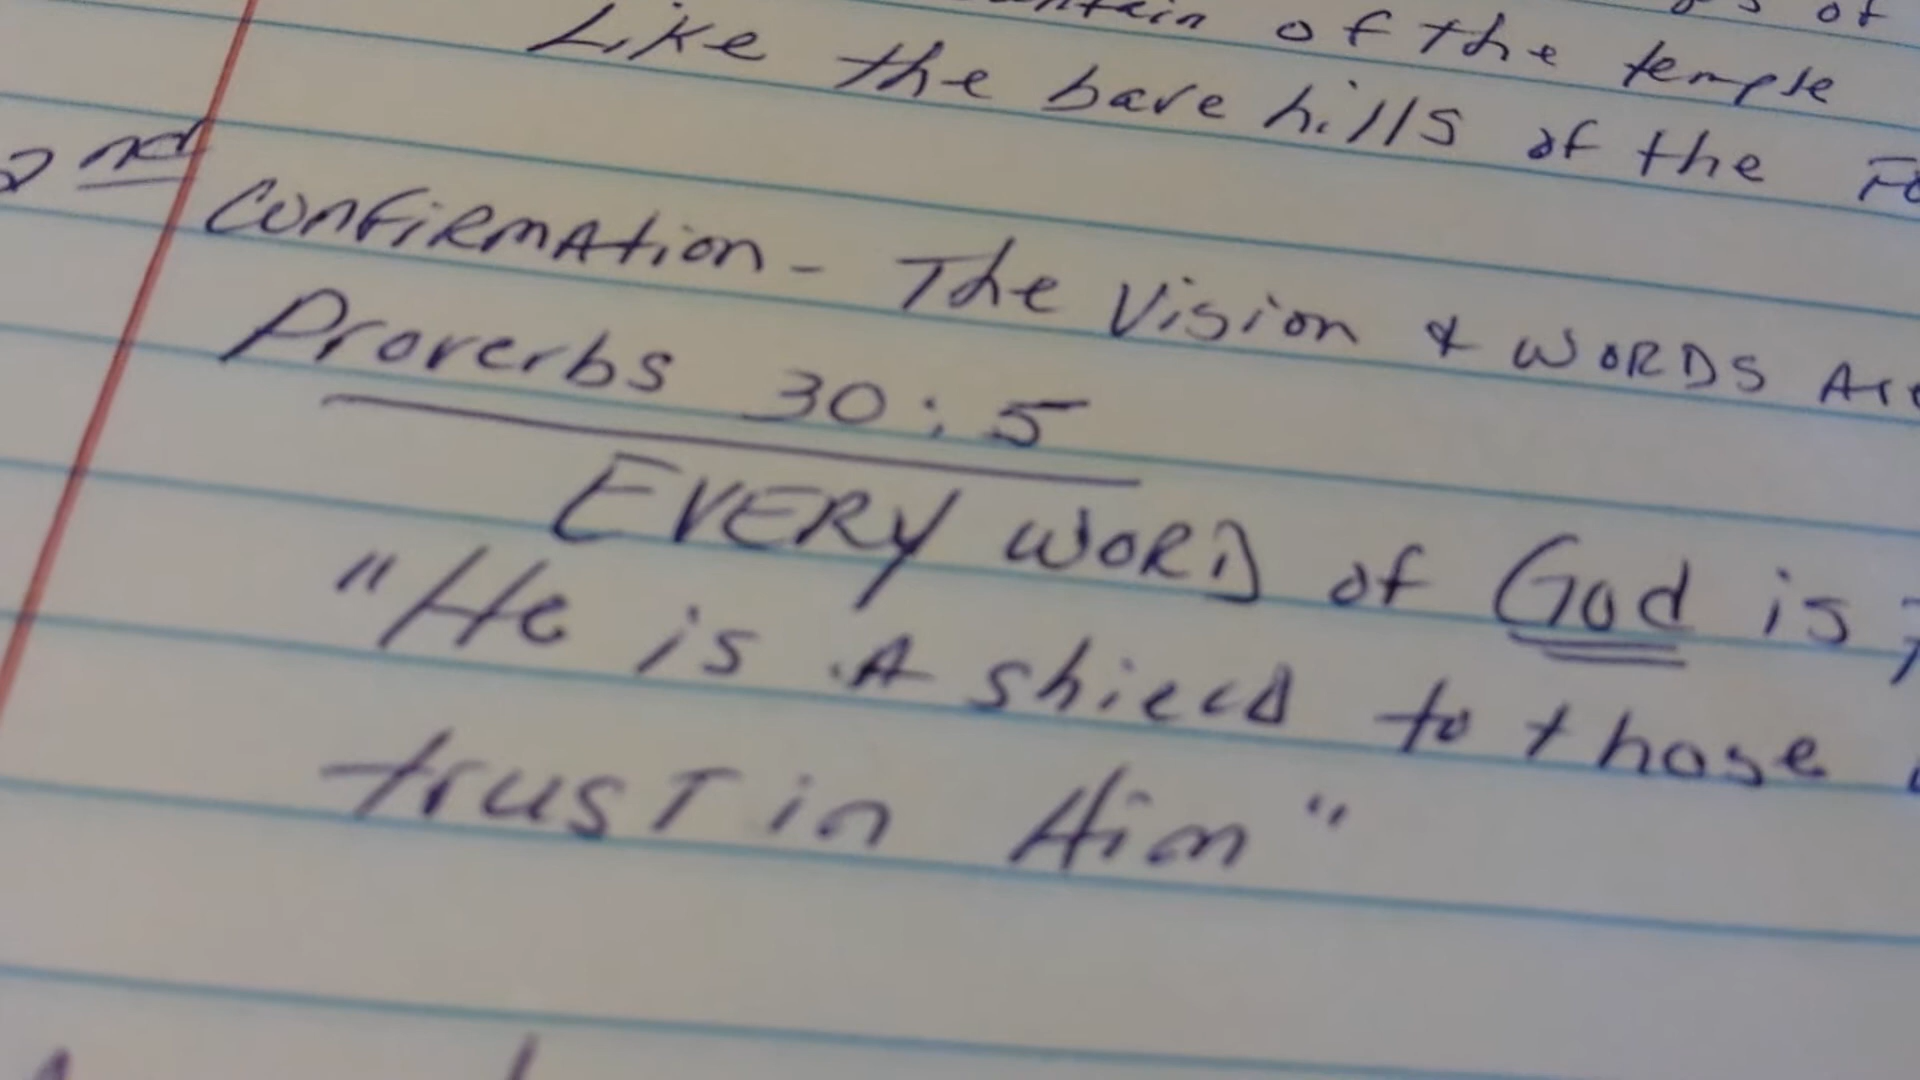 of the temple
Like the bare hills of the
2nd Confirmation - The Vision & Words
Proverbs 30:5
Every Word of God is
"He is A shield to those
trust in Him"